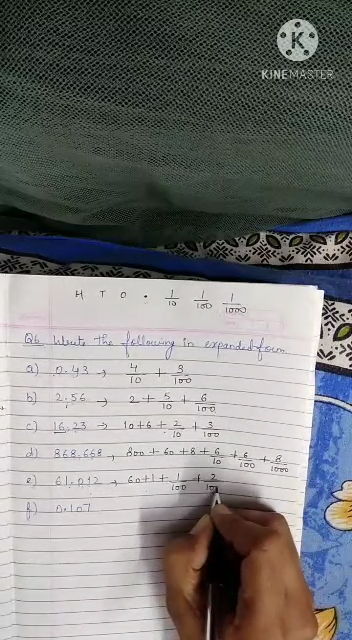 KINEMASTER
H T O . 1/10 1/100 1/1000
Q6 Write the following in expanded form
a) 0.43 → 4/10 + 3/100
b) 2.56 → 2 + 5/10 + 6/100
c) 16.23 → 10+6 + 2/10 + 3/100
d) 868.668, 800 + 60 + 8 + 6/10 + 6/100 + 8/1000
e) 61.012 → 60+1 + 1/100 + 2/100
f) 0.107